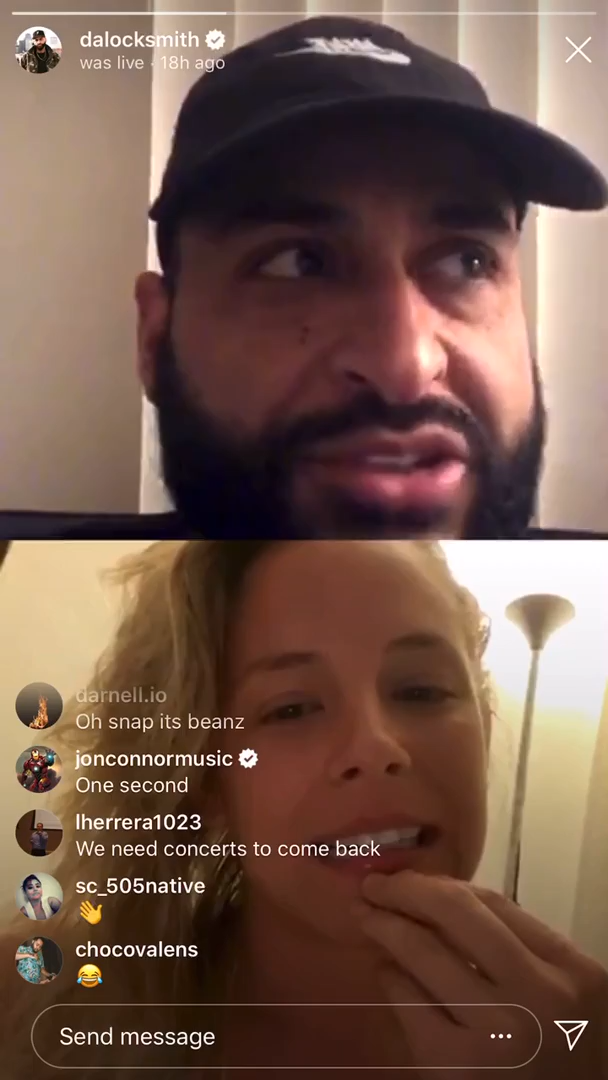 dalocksmith
was live · 18h ago
darnell.io
Oh snap its beanz
jonconnormusic
One second
lherrera1023
We need concerts to come back
sc_505native
👋
chocovalens
😂
Send message